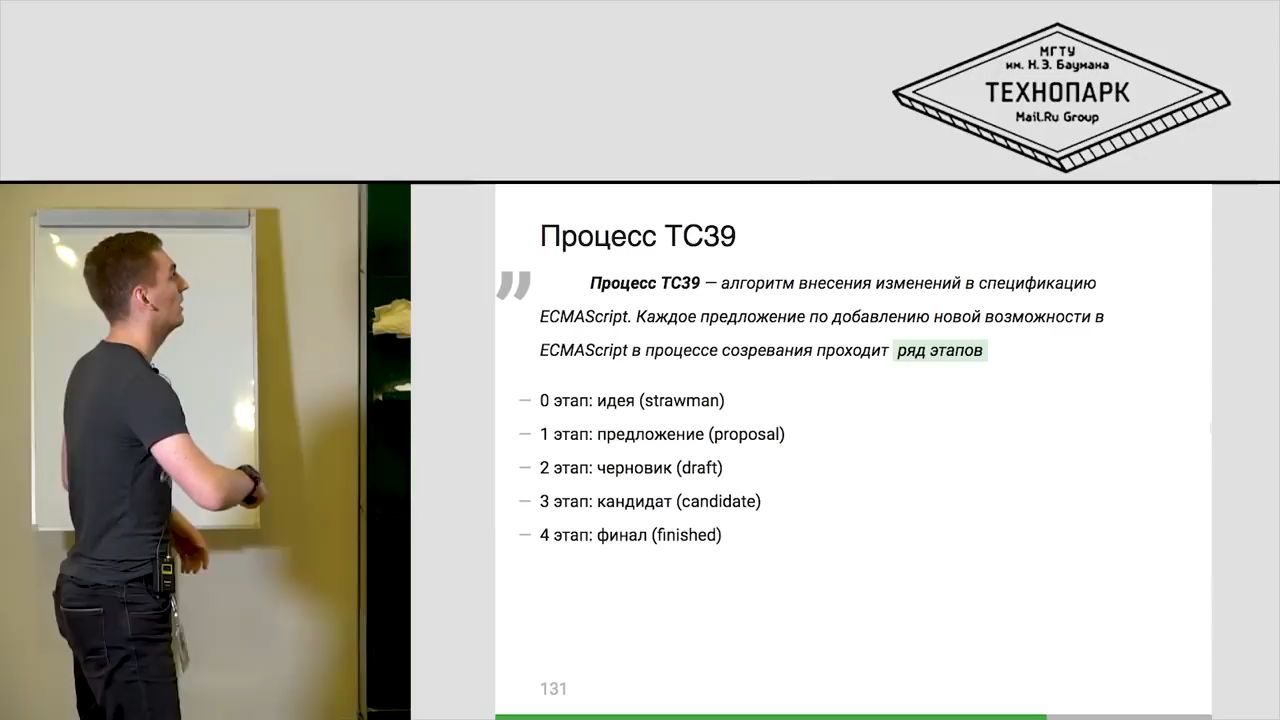 МГТУ
им. Н.Э. Баумана
ТЕХНОПАРК
Mail.Ru Group
Процесс TC39
” Процесс TC39 — алгоритм внесения изменений в спецификацию
ECMAScript. Каждое предложение по добавлению новой возможности в
ECMAScript в процессе созревания проходит ряд этапов
— 0 этап: идея (strawman)
— 1 этап: предложение (proposal)
— 2 этап: черновик (draft)
— 3 этап: кандидат (candidate)
— 4 этап: финал (finished)
131